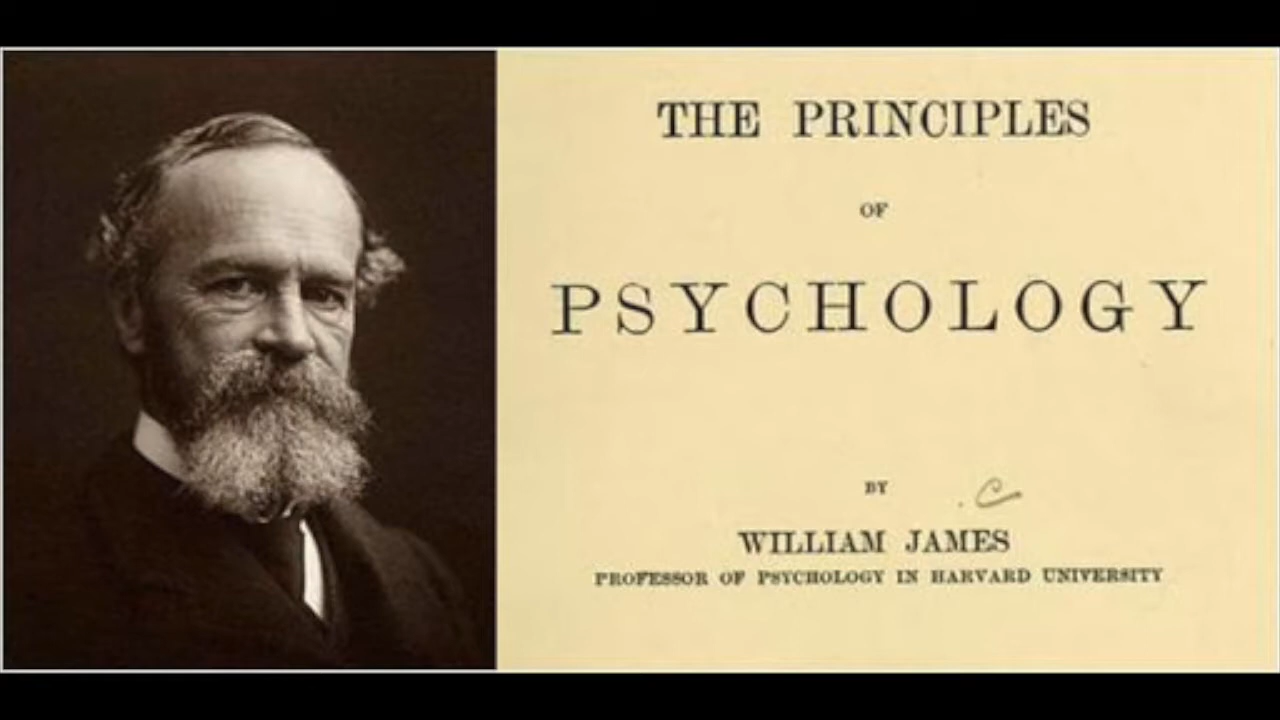 THE PRINCIPLES
OF
PSYCHOLOGY
BY
WILLIAM JAMES
PROFESSOR OF PSYCHOLOGY IN HARVARD UNIVERSITY